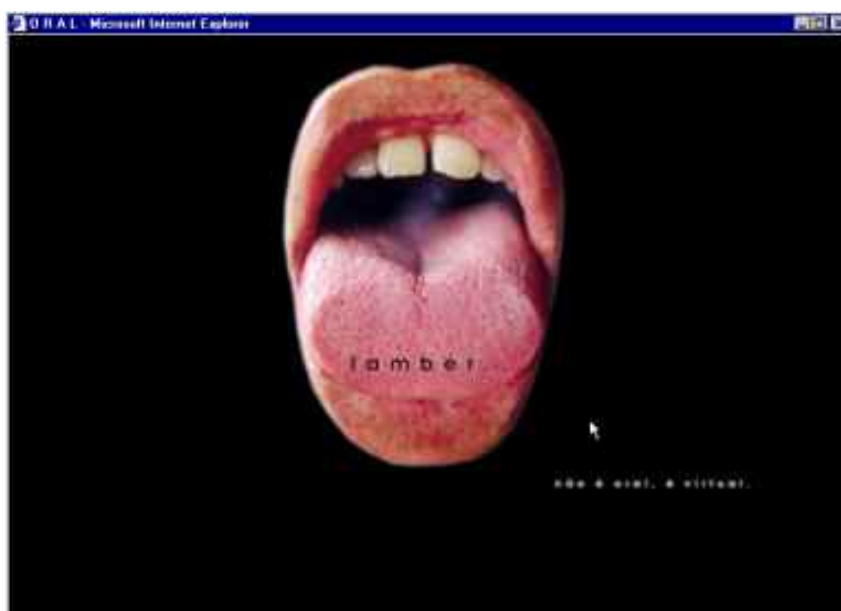 O R A L - Microsoft Internet Explorer
lamber...
não é oral, é virtual.